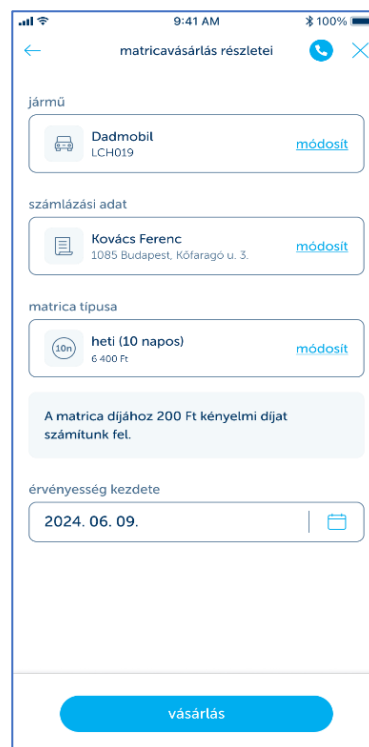 9:41 AM
100%
matricavásárlás részletei
jármű
Dadmobil
módosít
LCH019
számlázási adat
Kovács Ferenc
módosít
1085 Budapest, Kőfaragó u. 3.
matrica típusa
10n
heti (10 napos)
módosít
6 400 Ft
A matrica díjához 200 Ft kényelmi díjat
számítunk fel.
érvényesség kezdete
2024. 06. 09.
vásárlás